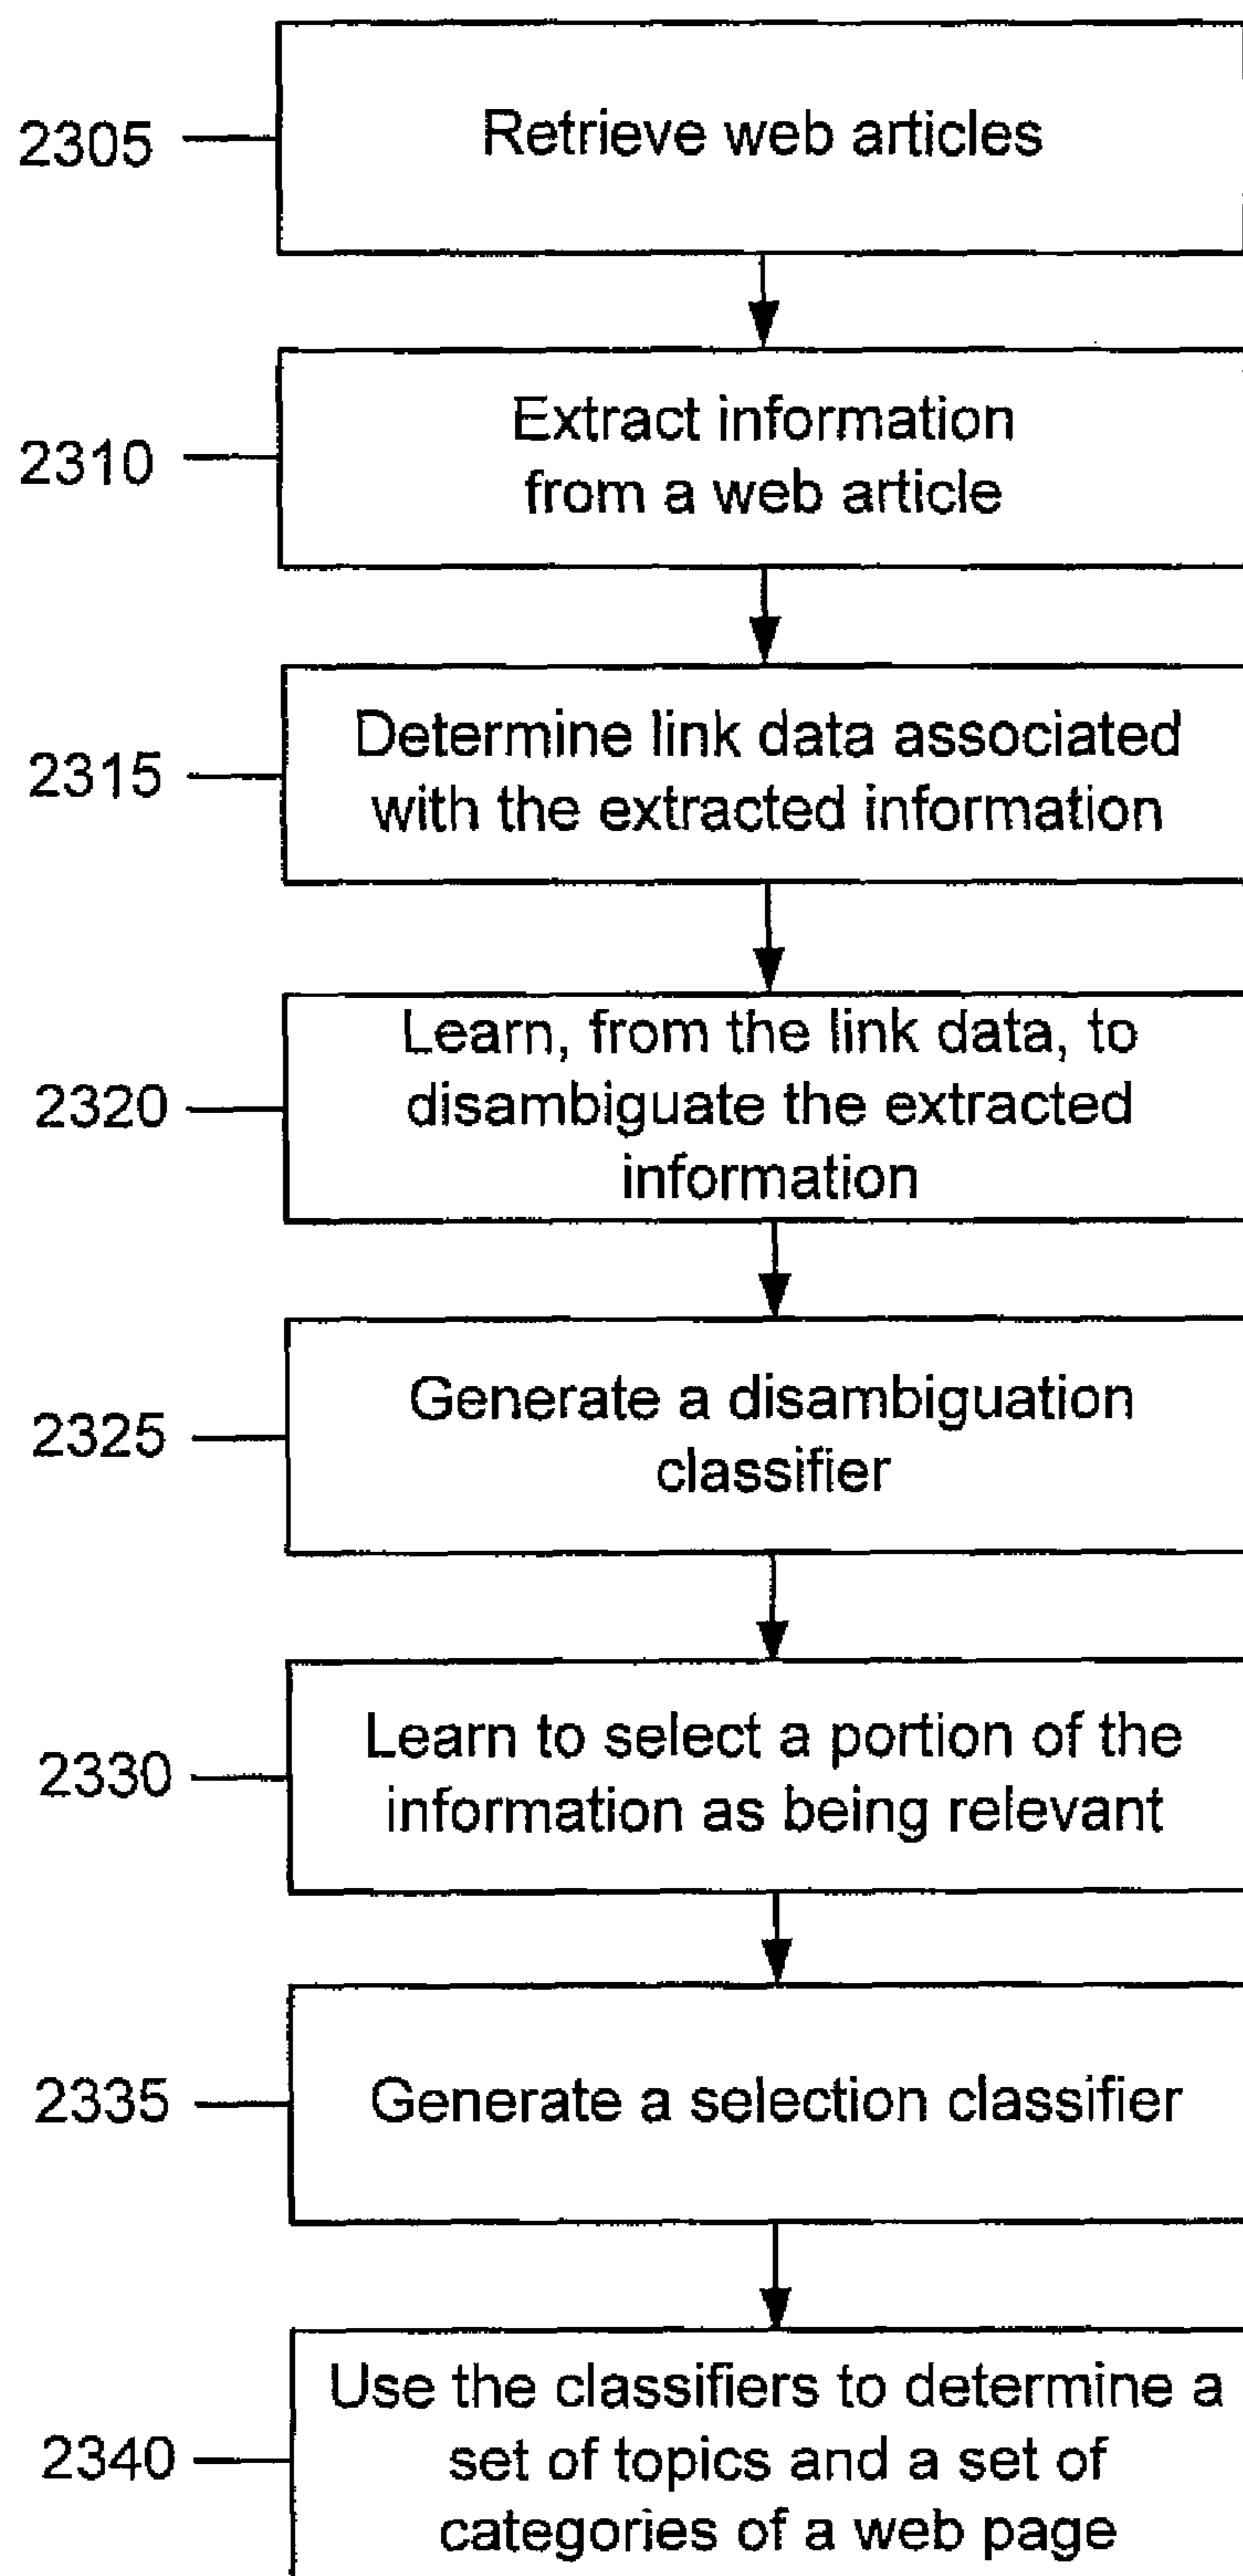 2305
Retrieve web articles
2310
Extract information
from a web article
2315
Determine link data associated
with the extracted information
2320
Learn, from the link data, to
disambiguate the extracted
information
2325
Generate a disambiguation
classifier
2330
Learn to select a portion of the
information as being relevant
2335
Generate a selection classifier
2340
Use the classifiers to determine a
set of topics and a set of
categories of a web page